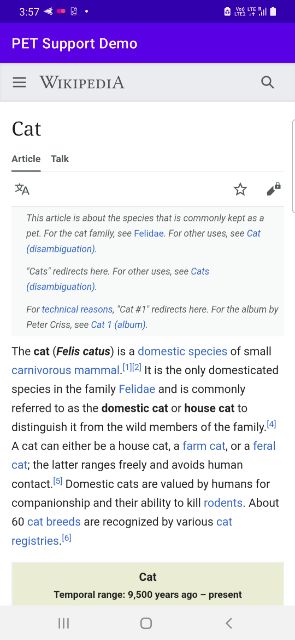 3:57
PET Support Demo
WIKIPEDIA
Cat
Article Talk
This article is about the species that is commonly kept as a
pet. For the cat family, see Felidae. For other uses, see Cat
(disambiguation).
"Cats" redirects here. For other uses, see Cats
(disambiguation).
For technical reasons, "Cat #1" redirects here. For the album by
Peter Criss, see Cat 1 (album).
The cat (Felis catus) is a domestic species of small
carnivorous mammal.[1][2] It is the only domesticated
species in the family Felidae and is commonly
referred to as the domestic cat or house cat to
distinguish it from the wild members of the family.[4]
A cat can either be a house cat, a farm cat, or a feral
cat; the latter ranges freely and avoids human
contact.[5] Domestic cats are valued by humans for
companionship and their ability to kill rodents. About
60 cat breeds are recognized by various cat
registries.[6]
Cat
Temporal range: 9,500 years ago – present